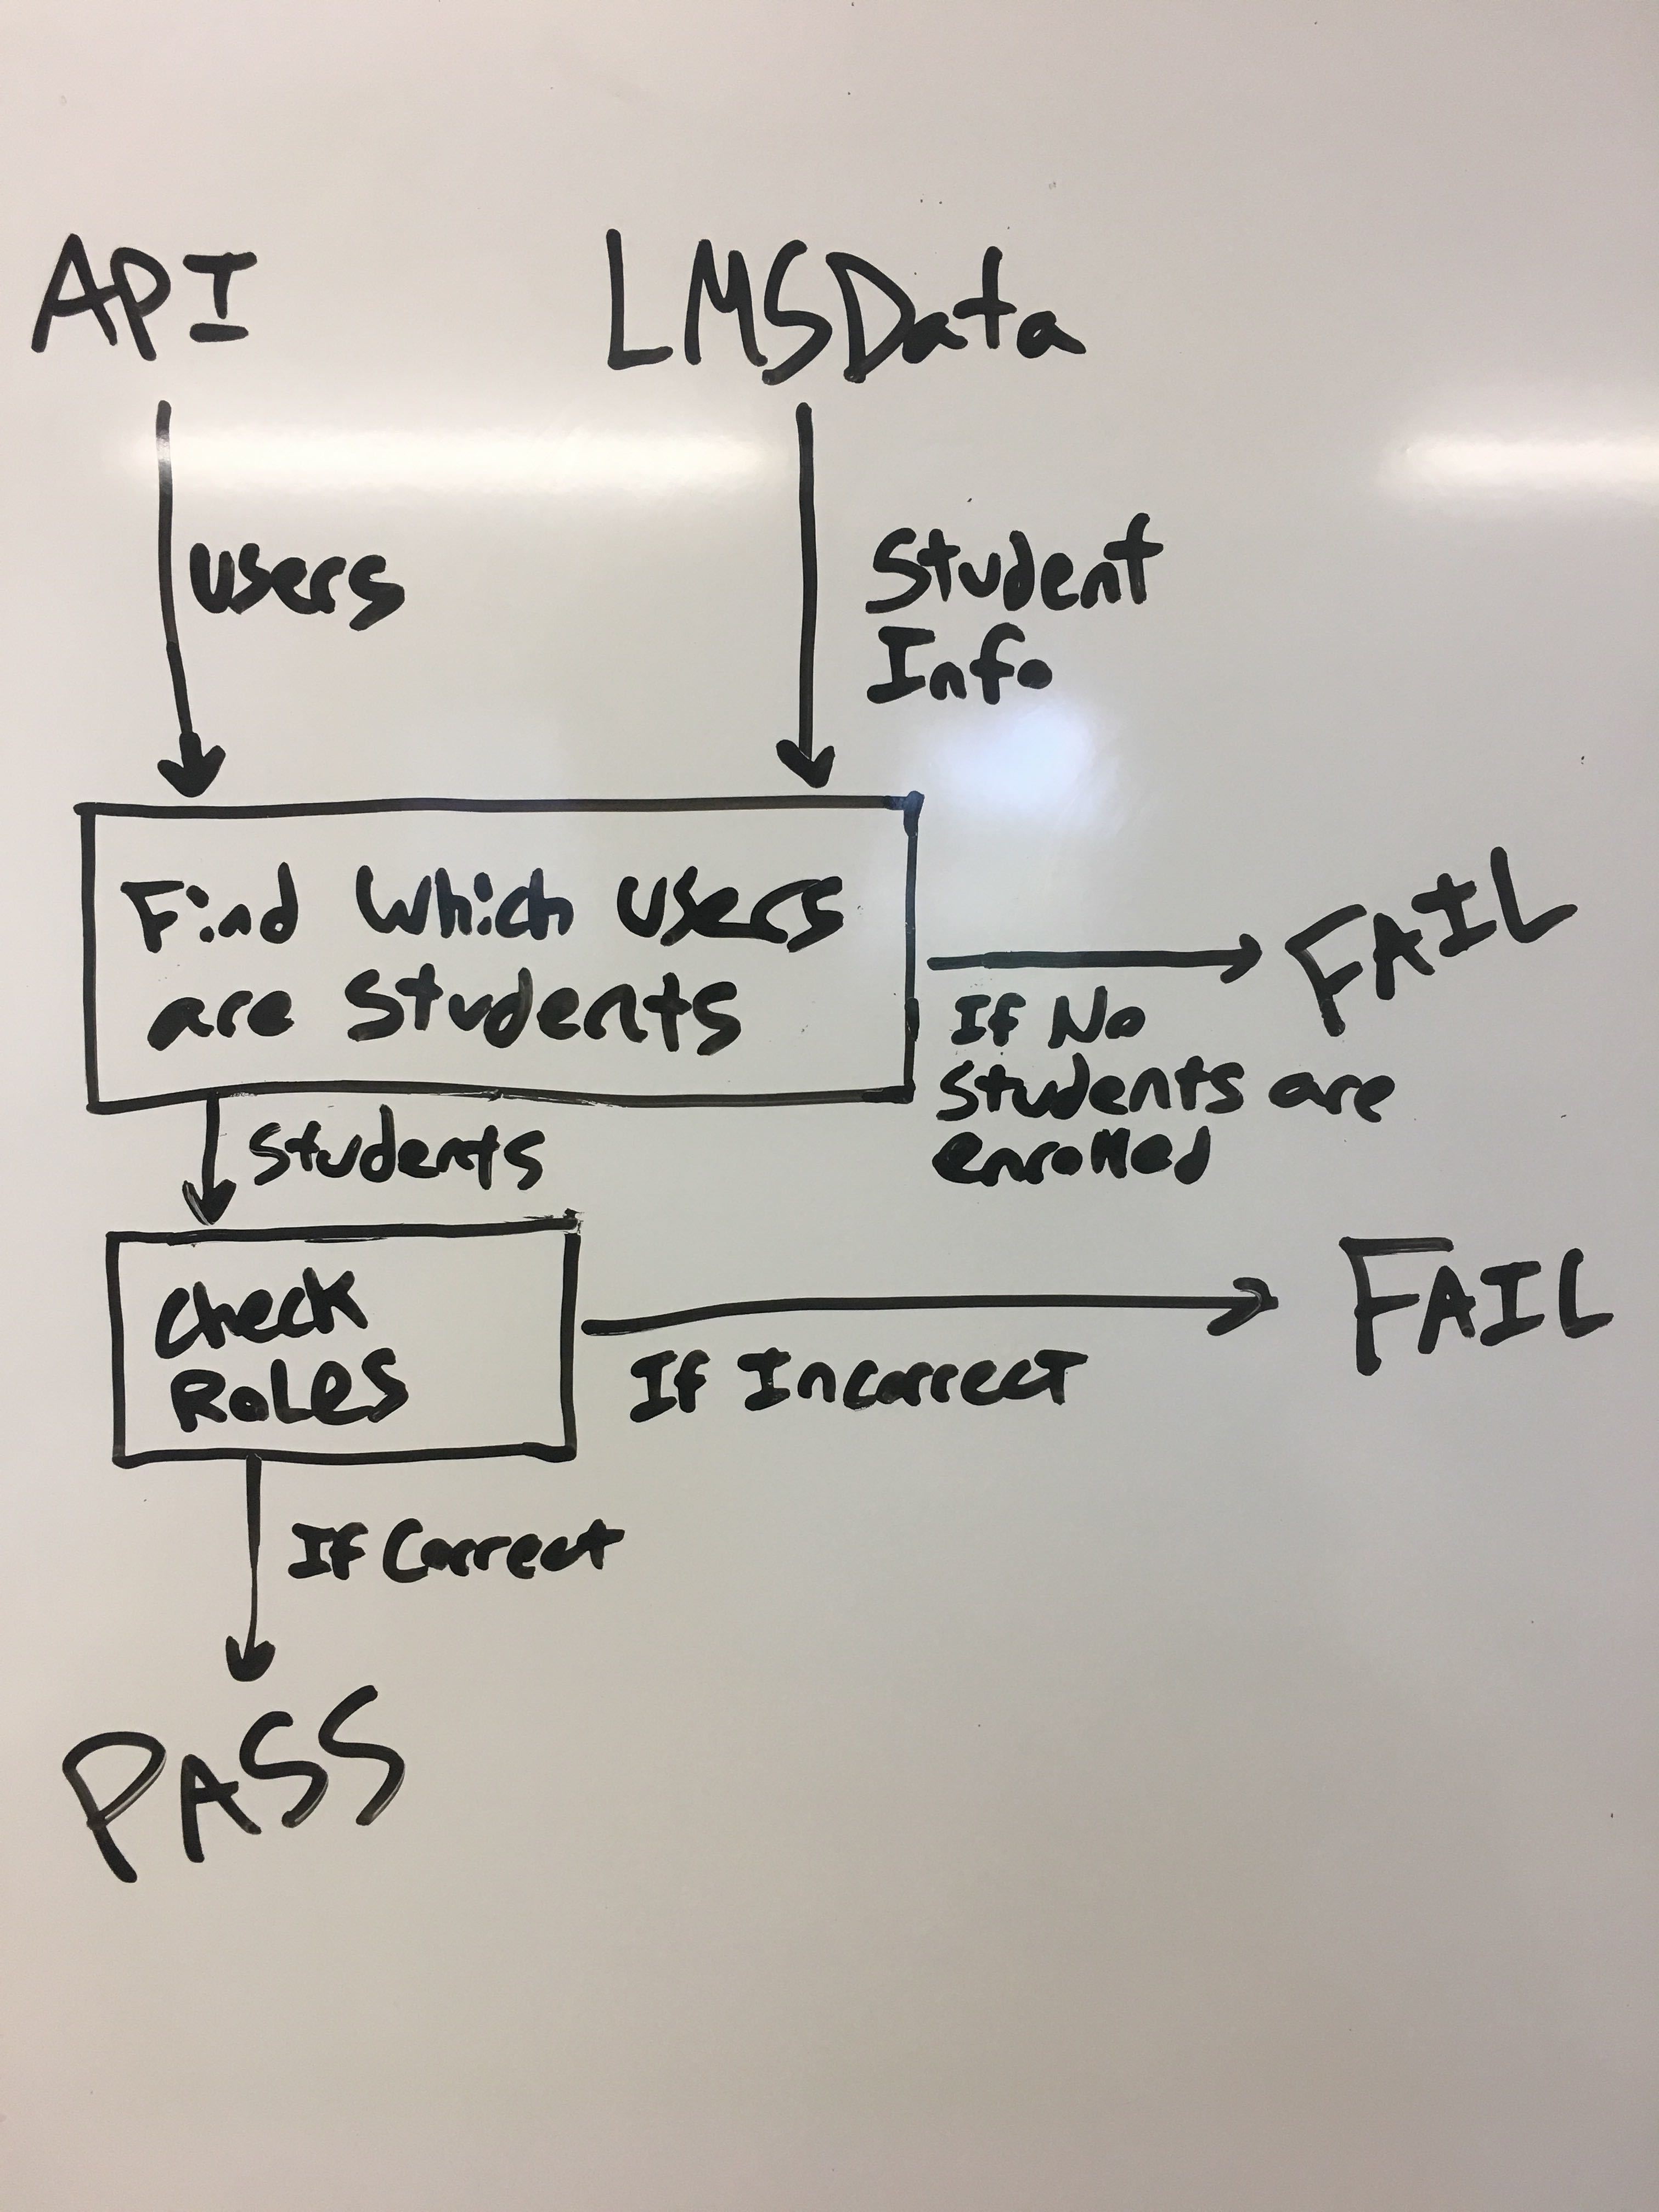 API
LMSData
users
Student
Info
Find Which users
are Students
FAIL
If No
Students are
enrolled
Students
Check
Roles
If Incorrect
FAIL
If Correct
PASS